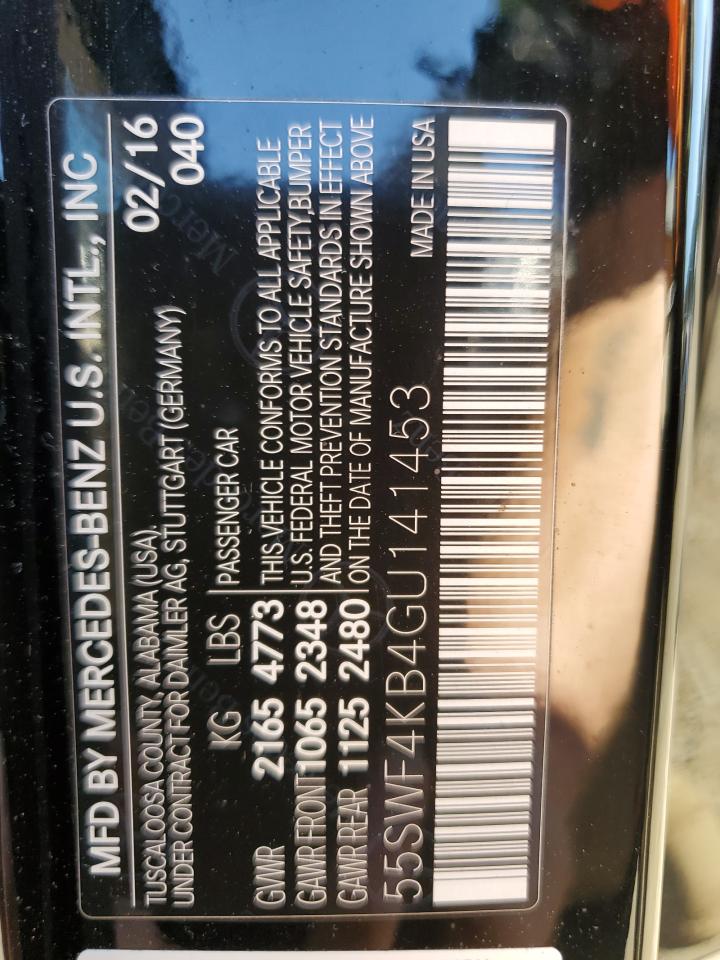 MFD BY MERCEDES-BENZ U.S. INTL., INC
TUSCALOOSA COUNTY, ALABAMA (USA), 02/16
UNDER CONTRACT FOR DAIMLER AG, STUTTGART (GERMANY) 040
KG LBS PASSENGER CAR
GVWR 2165 4773 THIS VEHICLE CONFORMS TO ALL APPLICABLE
GAWR FRONT 1065 2348 U.S. FEDERAL MOTOR VEHICLE SAFETY,BUMPER
GAWR REAR 1125 2480 AND THEFT PREVENTION STANDARDS IN EFFECT
ON THE DATE OF MANUFACTURE SHOWN ABOVE
55SWF4KB4GU141453 MADE IN USA